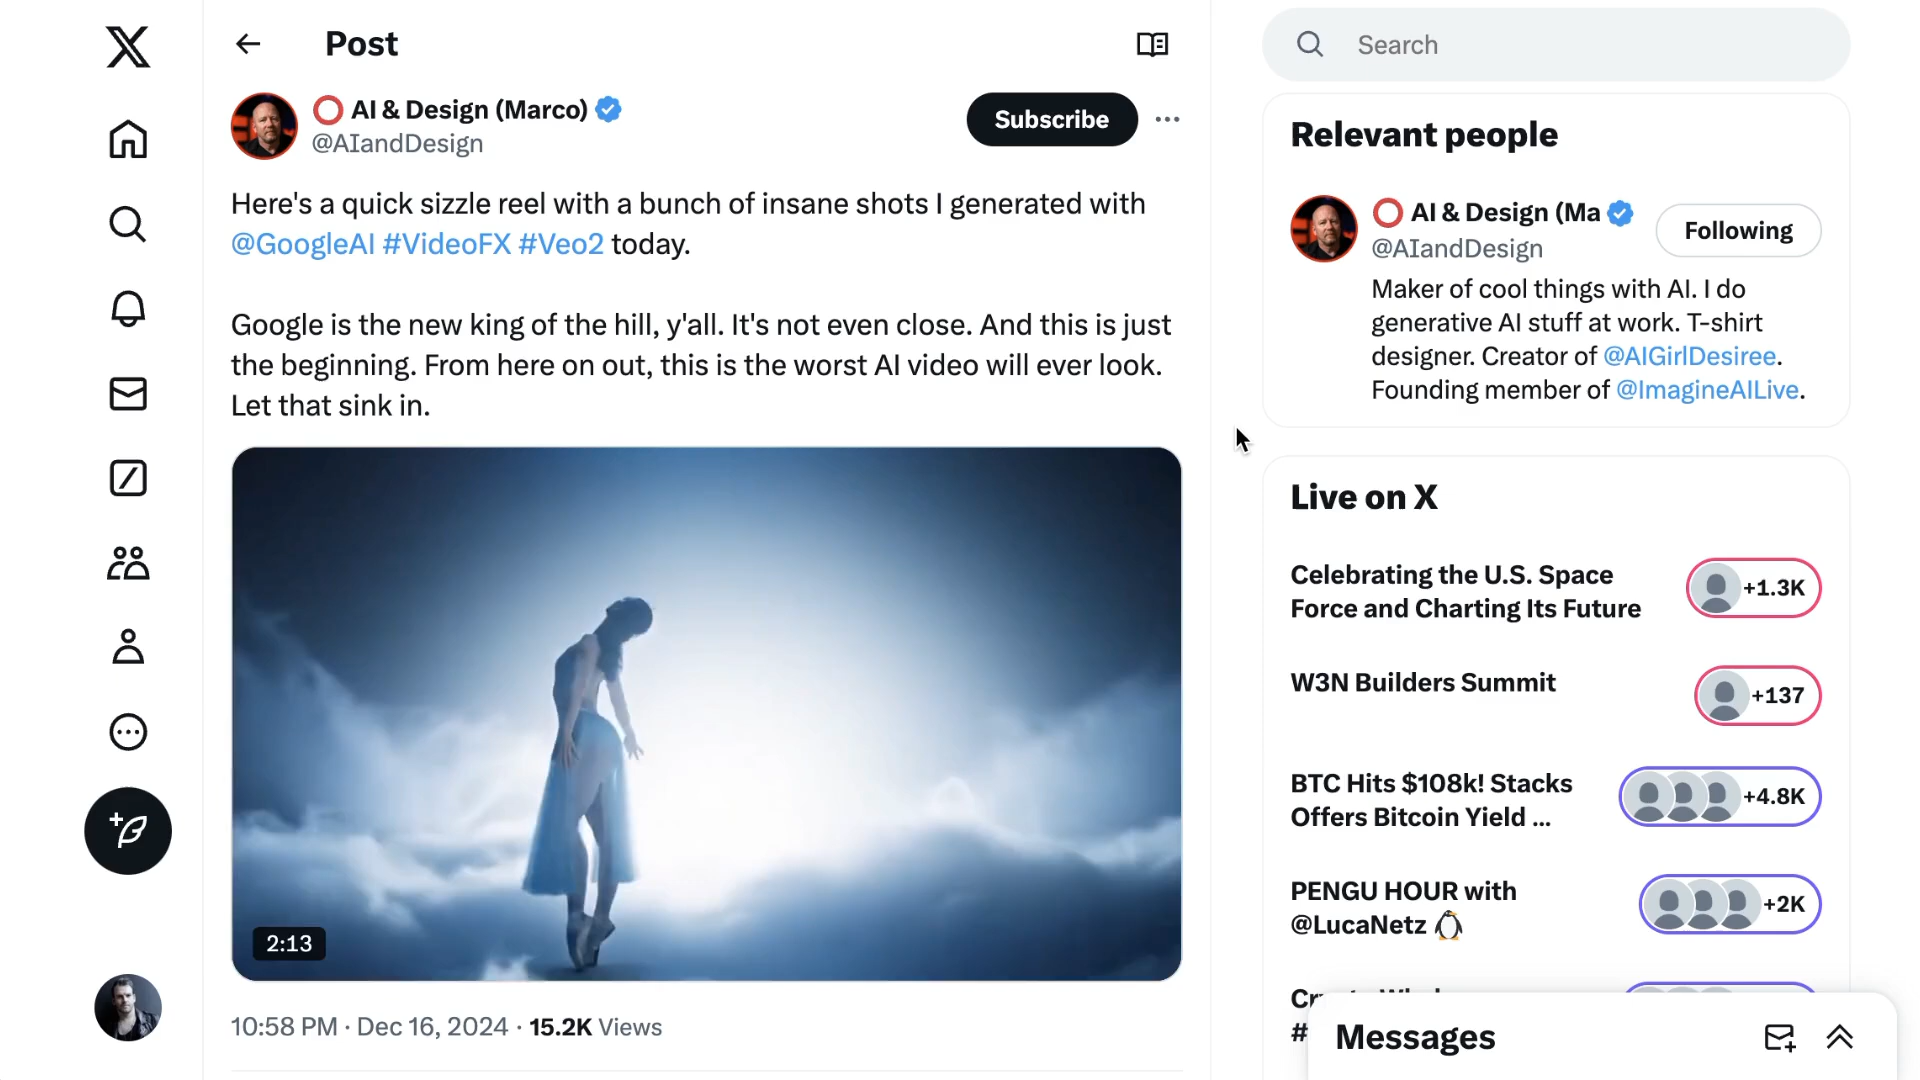 Post
AI & Design (Marco)
@AIandDesign
Subscribe
Here's a quick sizzle reel with a bunch of insane shots I generated with
@GoogleAI #VideoFX #Veo2 today.
Google is the new king of the hill, y'all. It's not even close. And this is just
the beginning. From here on out, this is the worst AI video will ever look.
Let that sink in.
2:13
10:58 PM · Dec 16, 2024 · 15.2K Views
Search
Relevant people
AI & Design (Ma
@AIandDesign
Following
Maker of cool things with AI. I do
generative AI stuff at work. T-shirt
designer. Creator of @AIGirlDesiree.
Founding member of @ImagineAILive.
Live on X
Celebrating the U.S. Space
Force and Charting Its Future
+1.3K
W3N Builders Summit
+137
BTC Hits $108k! Stacks
Offers Bitcoin Yield ...
+4.8K
PENGU HOUR with
@LucaNetz 🐧
+2K
#
Messages